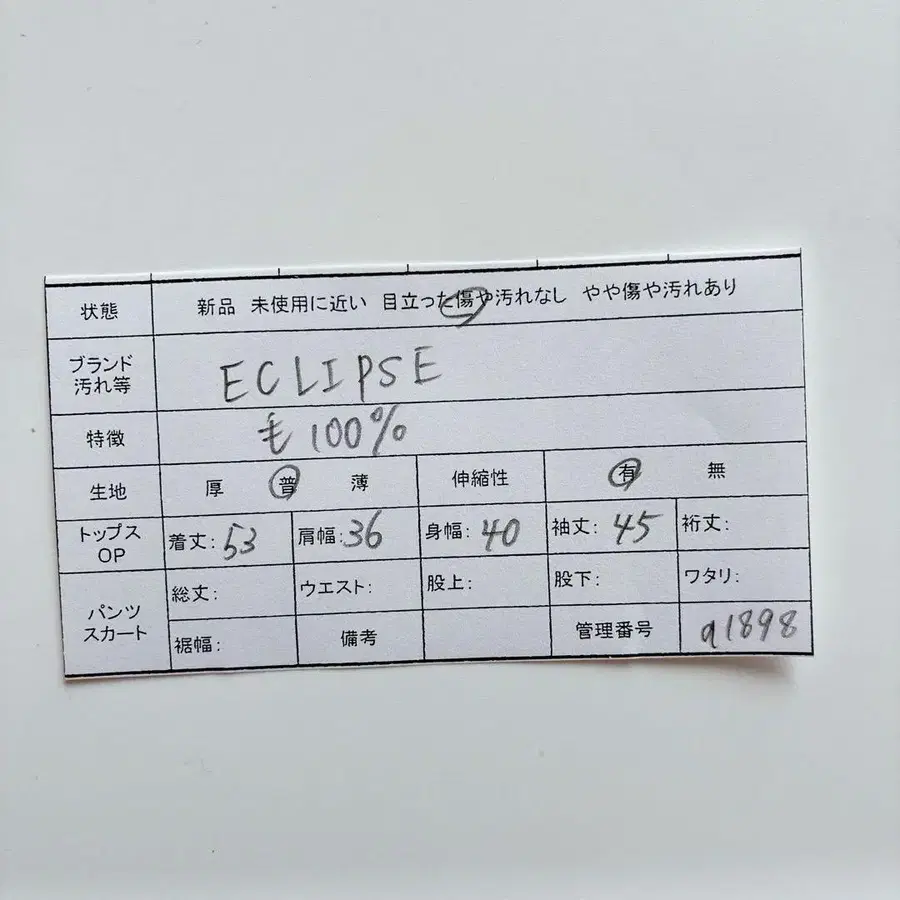 状態 新品 未使用に近い 目立った傷や汚れなし やや傷や汚れあり
ブランド
汚れ等
ECLIPSE
特徴 毛100%
生地 厚 普 薄 伸縮性 有 無
トップス
OP
着丈: 53 肩幅: 36 身幅: 40 袖丈: 45 裄丈:
パンツ
スカート
総丈: ウエスト: 股上: 股下: ワタリ:
裾幅: 備考 管理番号 a1898